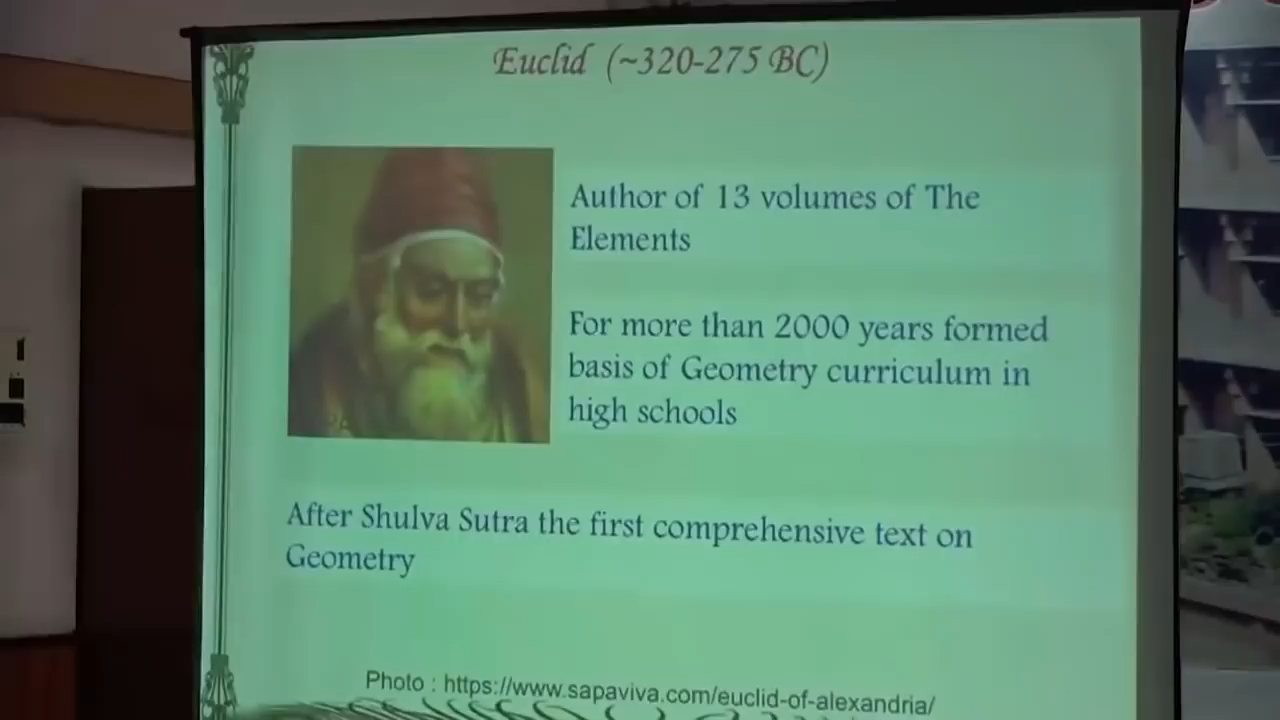 Euclid (~320-275 BC)
Author of 13 volumes of The
Elements
For more than 2000 years formed
basis of Geometry curriculum in
high schools
After Shulva Sutra the first comprehensive text on
Geometry
Photo : https://www.sapaviva.com/euclid-of-alexandria/